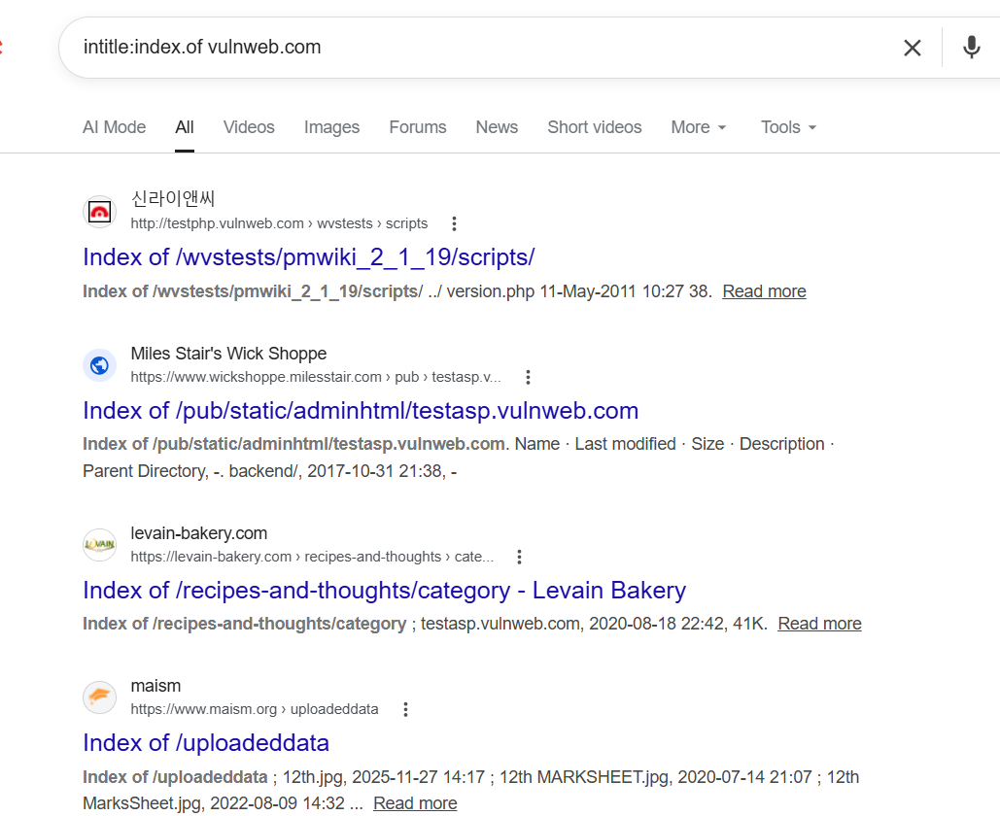 intitle:index.of vulnweb.com
AI Mode All Videos Images Forums News Short videos More Tools
신라이앤씨
http://testphp.vulnweb.com › wvstests › scripts
Index of /wvstests/pmwiki_2_1_19/scripts/
Index of /wvstests/pmwiki_2_1_19/scripts/ ../ version.php 11-May-2011 10:27 38. Read more
Miles Stair's Wick Shoppe
https://www.wickshoppe.milesstair.com › pub › testasp.v...
Index of /pub/static/adminhtml/testasp.vulnweb.com
Index of /pub/static/adminhtml/testasp.vulnweb.com. Name · Last modified · Size · Description ·
Parent Directory, -. backend/, 2017-10-31 21:38, -
LEVAIN
levain-bakery.com
https://levain-bakery.com › recipes-and-thoughts › cate...
Index of /recipes-and-thoughts/category - Levain Bakery
Index of /recipes-and-thoughts/category ; testasp.vulnweb.com, 2020-08-18 22:42, 41K. Read more
maism
https://www.maism.org › uploadeddata
Index of /uploadeddata
Index of /uploadeddata ; 12th.jpg, 2025-11-27 14:17 ; 12th MARKSHEET.jpg, 2020-07-14 21:07 ; 12th
MarksSheet.jpg, 2022-08-09 14:32 ... Read more